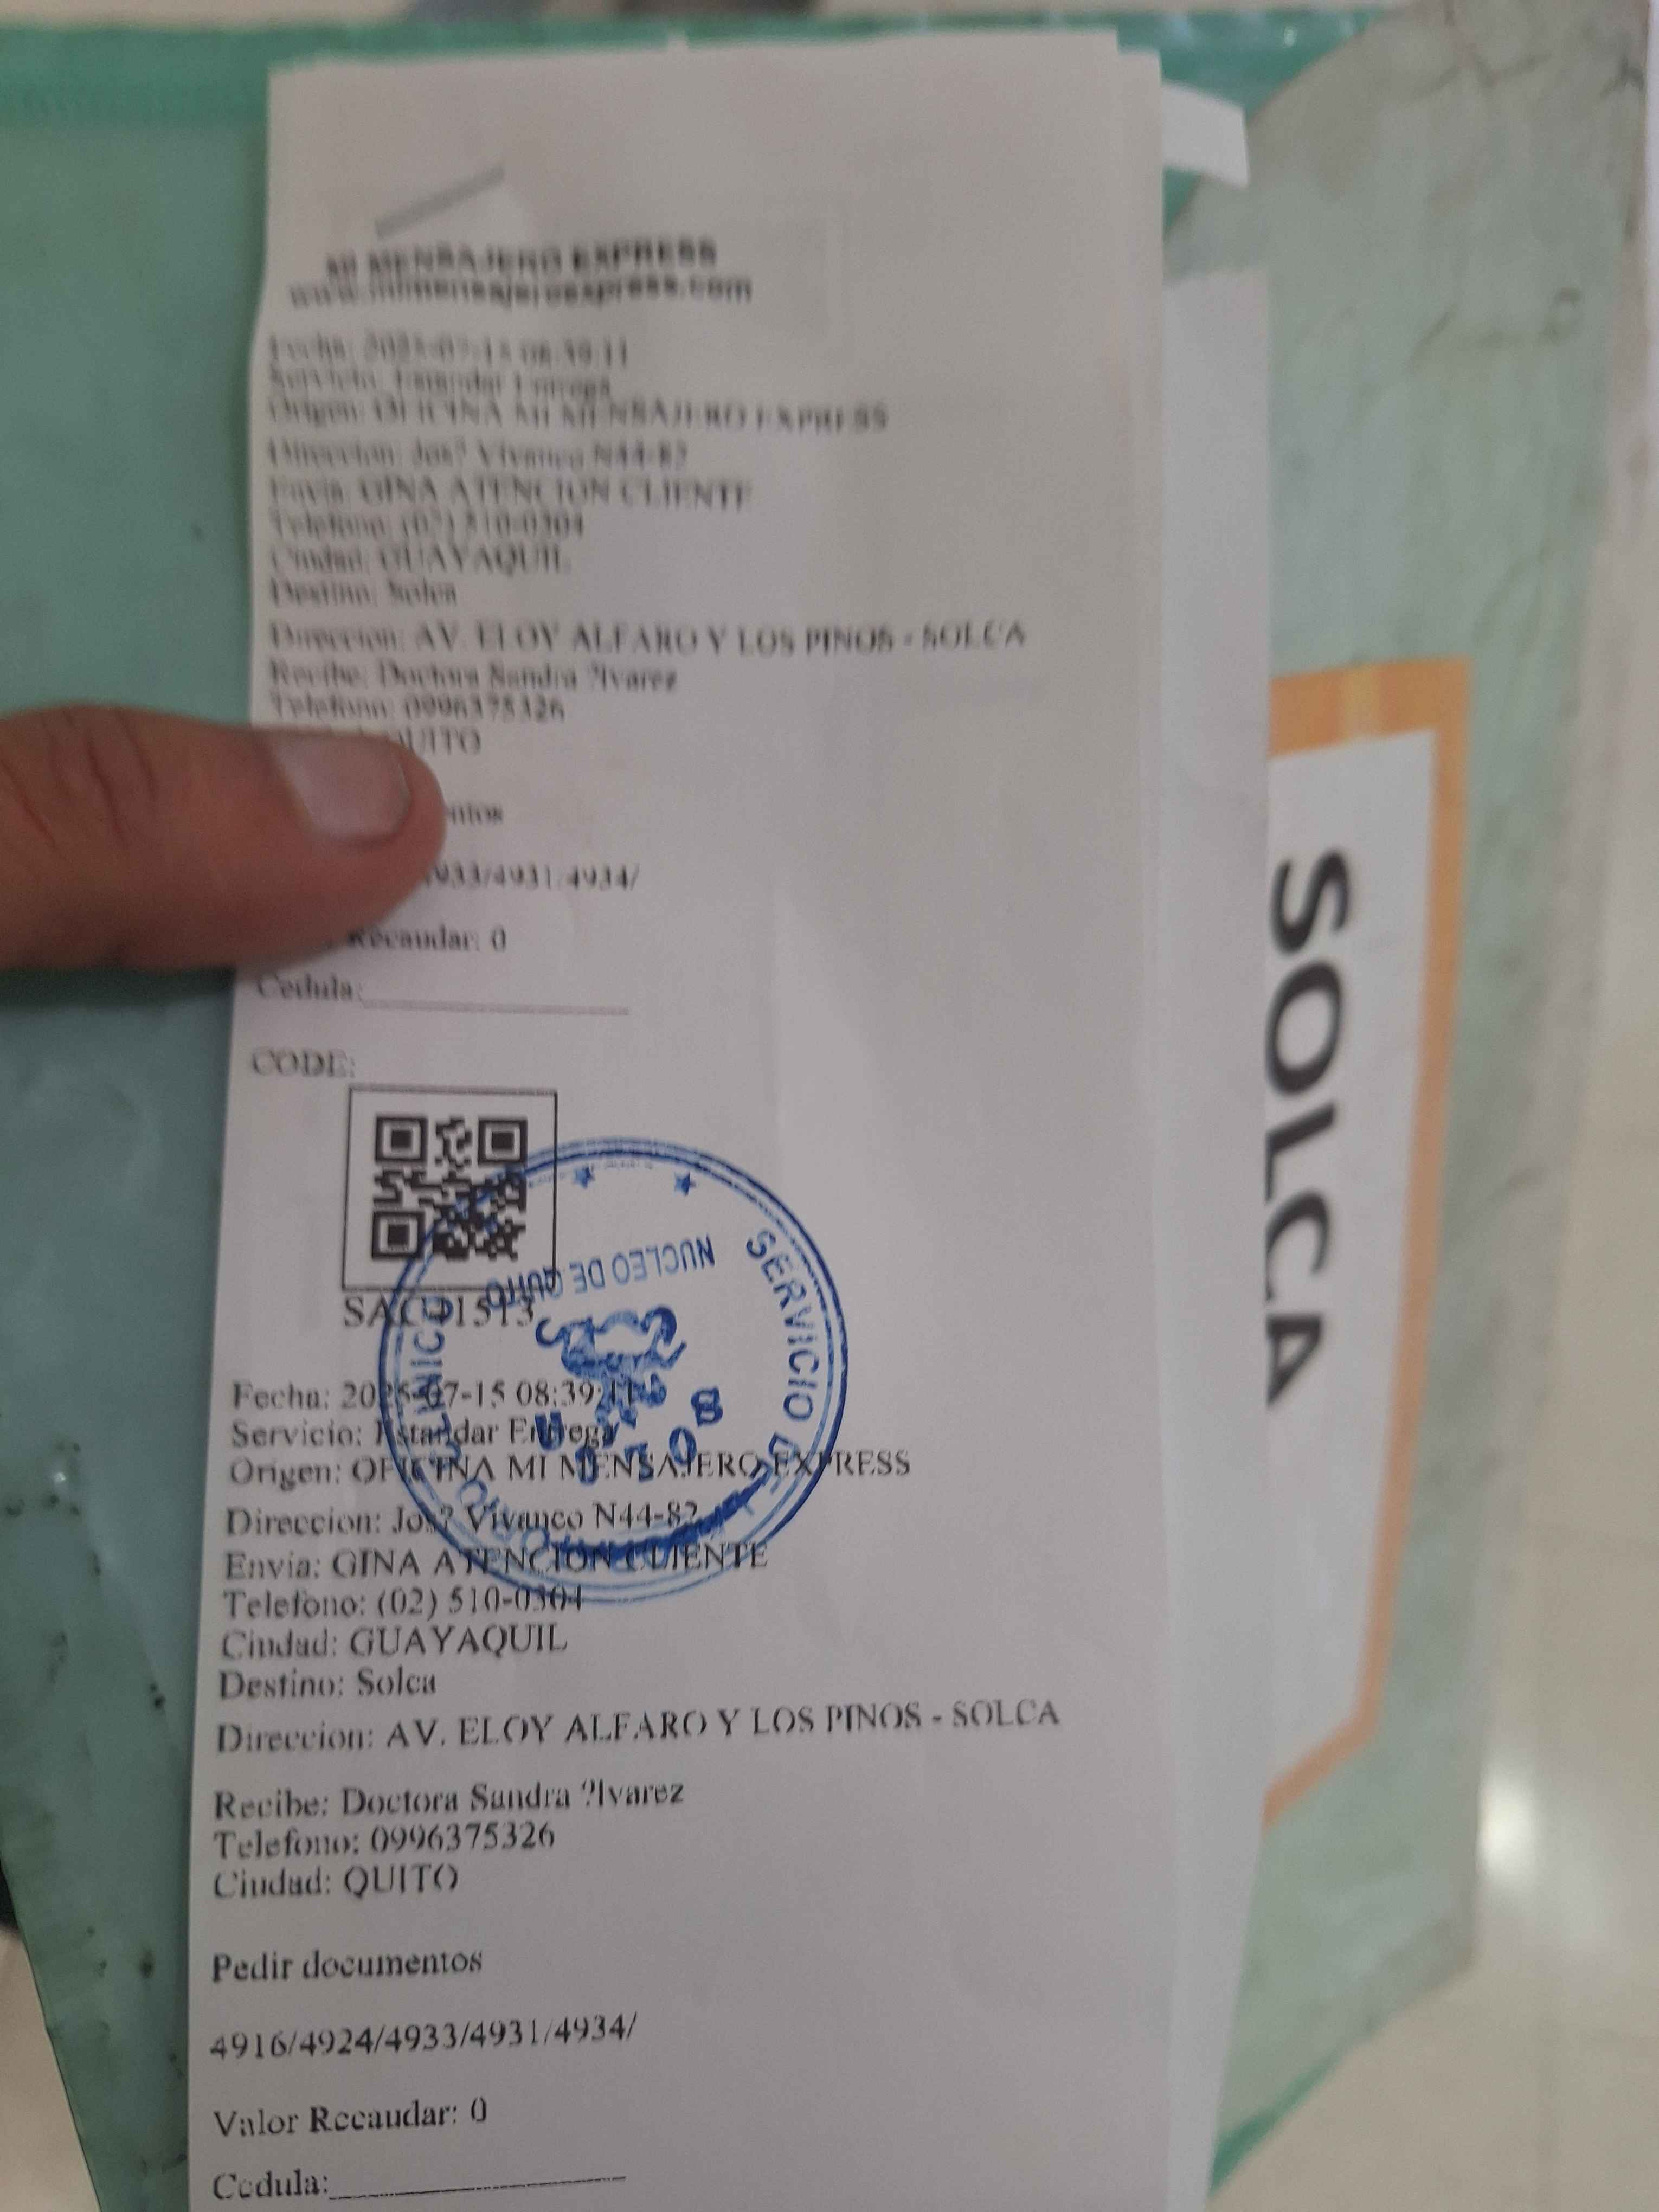 MI MENSAJERO EXPRESS
www.mimensajeroexpress.com
Fecha: 2025-07-15 08:39:11
Servicio: Estandar Entrega
Origen: OFICINA MI MENSAJERO EXPRESS
Direccion: Jos? Vivanco N44-82
Envia: GINA ATENCION CLIENTE
Telefono: (02) 510-0304
Ciudad: GUAYAQUIL
Destino: Solca
Direccion: AV. ELOY ALFARO Y LOS PINOS - SOLCA
Recibe: Doctora Sandra ?lvarez
Telefono: 0996375326
QUITO
4933/4931/4934/
Recaudar: 0
Cedula:
CODE:
SERVICIO DE
NUCLEO DE QUITO
Fecha: 2025-07-15 08:39:11
Servicio: Estandar Entrega
Origen: OFICINA MI MENSAJERO EXPRESS
Direccion: Jos? Vivanco N44-82
Envia: GINA ATENCION CLIENTE
Telefono: (02) 510-0304
Ciudad: GUAYAQUIL
Destino: Solca
Direccion: AV. ELOY ALFARO Y LOS PINOS - SOLCA
Recibe: Doctora Sandra ?lvarez
Telefono: 0996375326
Ciudad: QUITO
Pedir documentos
4916/4924/4933/4931/4934/
Valor Recaudar: 0
Cedula:
SOLCA